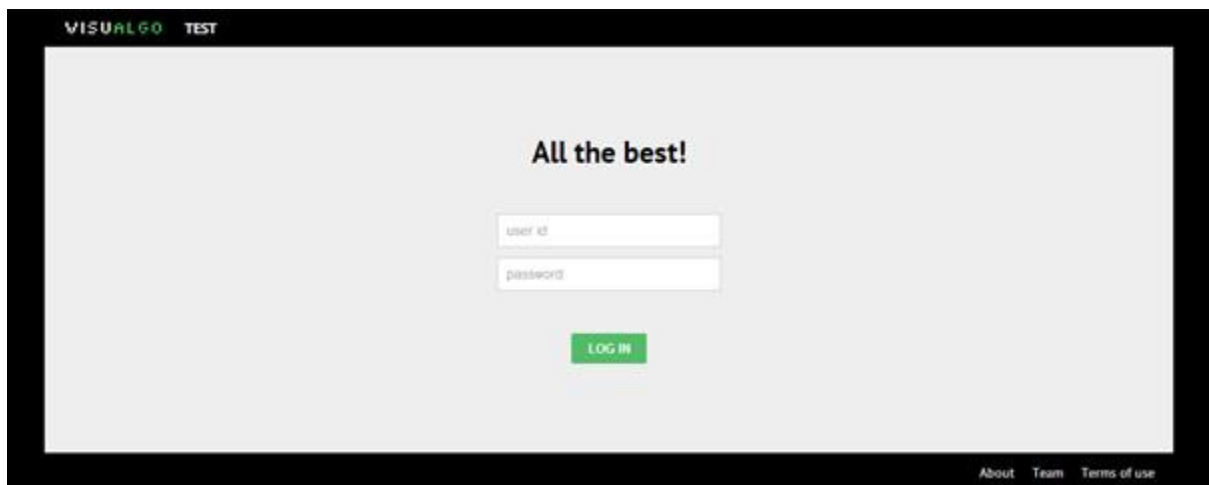 VISUALGO TEST
All the best!
user id
password
LOG IN
About Team Terms of use